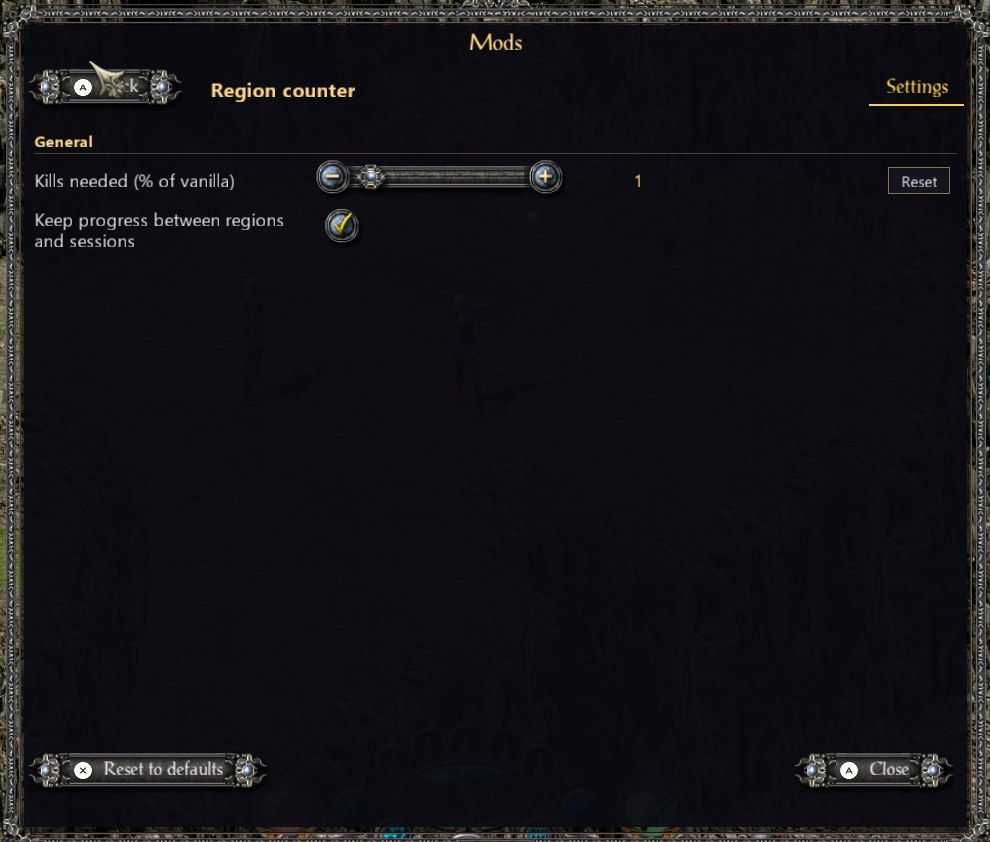 Mods
A
Region counter
Settings
General
Kills needed (% of vanilla)
1
Reset
Keep progress between regions
and sessions
X Reset to defaults
A Close